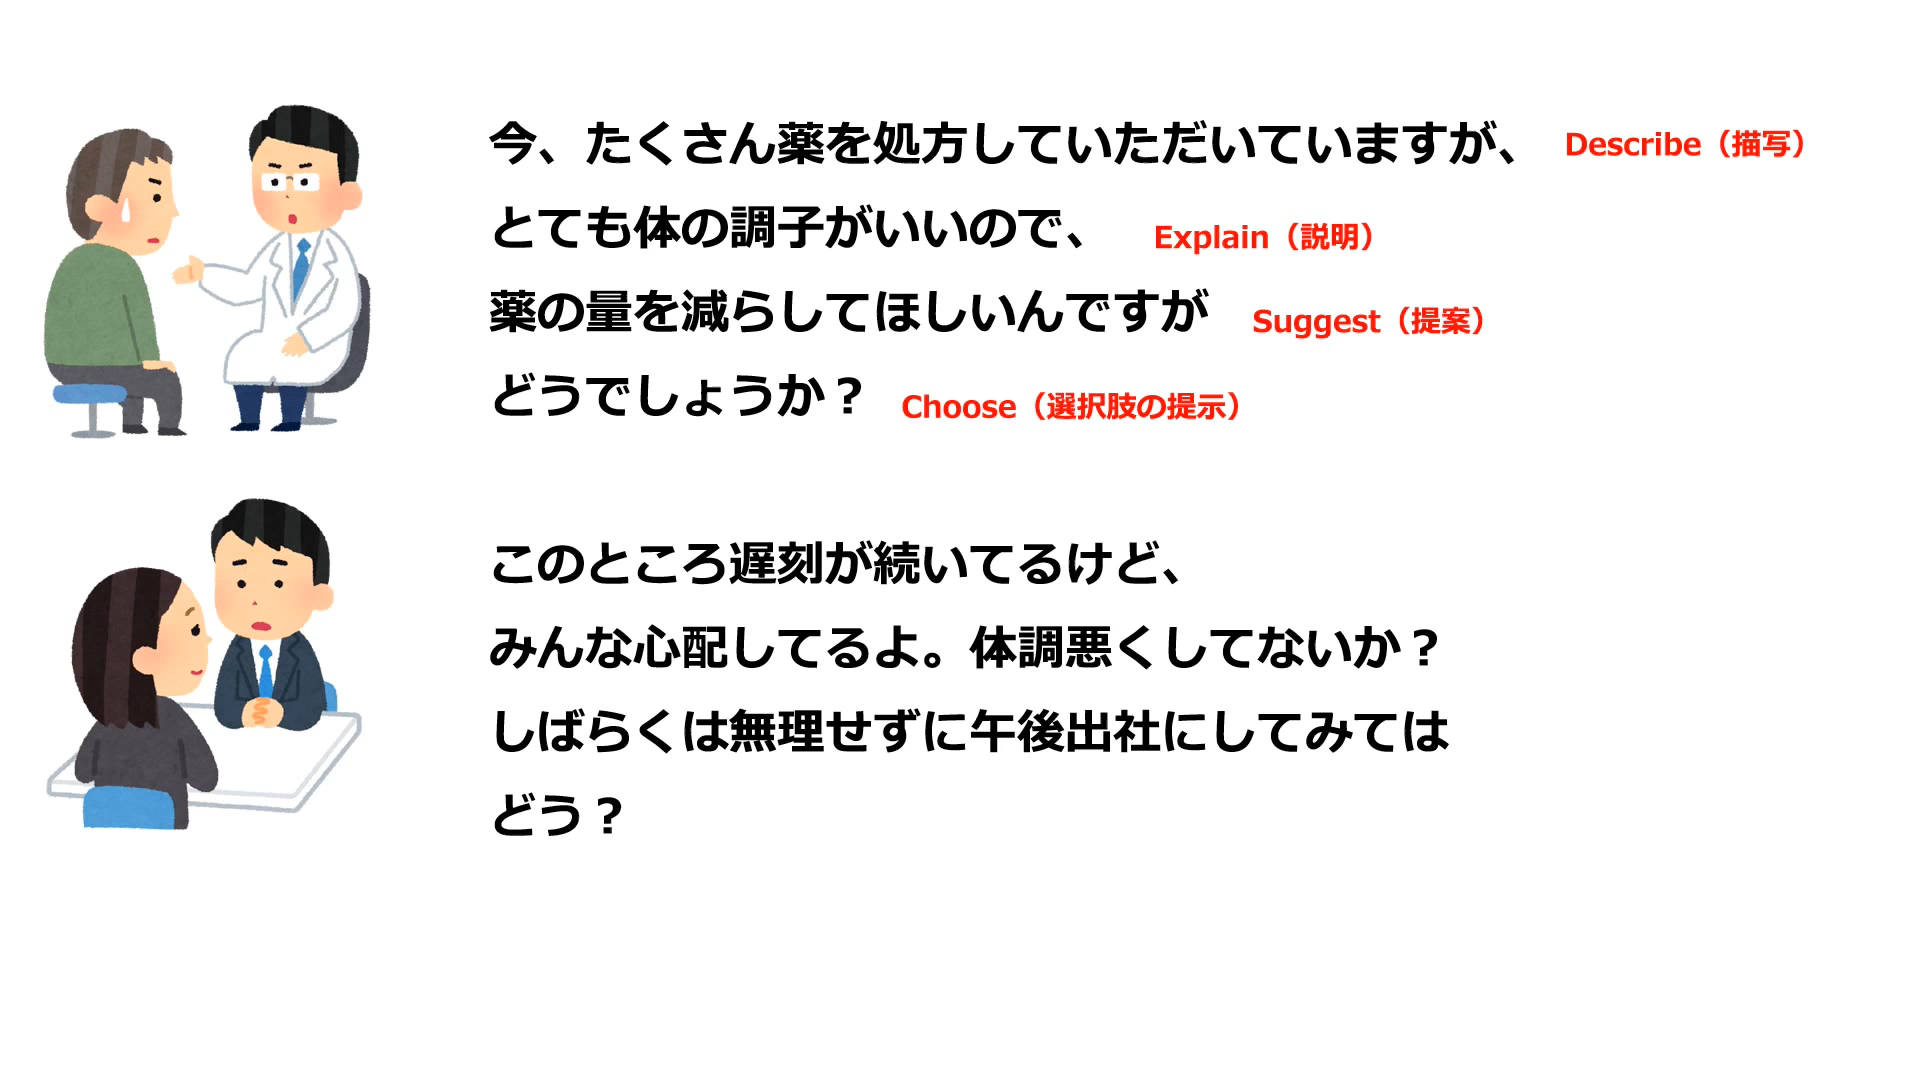 今、たくさん薬を処方していただいていますが、 Describe（描写）
とても体の調子がいいので、 Explain（説明）
薬の量を減らしてほしいんですが Suggest（提案）
どうでしょうか？ Choose（選択肢の提示）
このところ遅刻が続いてるけど、
みんな心配してるよ。体調悪くしてないか？
しばらくは無理せずに午後出社にしてみては
どう？